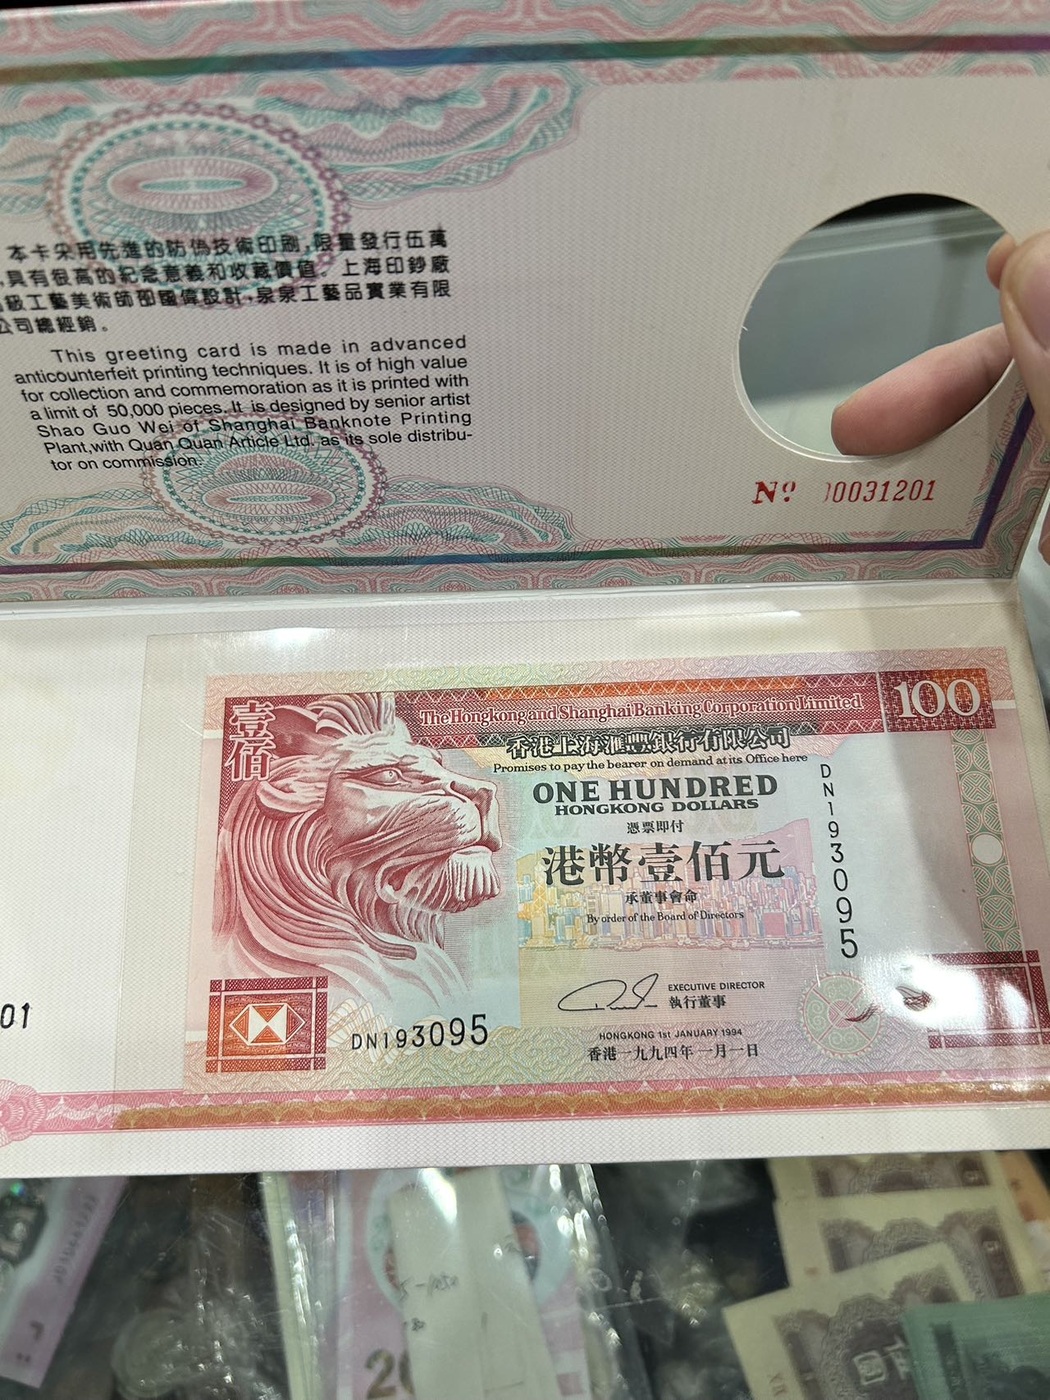 本卡采用先進的防偽技術印刷,限量發行伍萬
,具有很高的紀念意義和收藏價值。上海印鈔廠
級工藝美術師邵國偉設計,泉泉工藝品實業有限
公司總經銷。
This greeting card is made in advanced
anticounterfeit printing techniques. It is of high value
for collection and commemoration as it is printed with
a limit of 50,000 pieces. It is designed by senior artist
Shao Guo Wei of Shanghai Banknote Printing
Plant,with Quan Quan Article Ltd. as its sole distribu-
tor on commission.
Nº 00031201
壹佰
The Hongkong and Shanghai Banking Corporation Limited
100
香港上海滙豐銀行有限公司
Promises to pay the bearer on demand at its Office here
ONE HUNDRED
HONGKONG DOLLARS
憑票即付
港幣壹佰元
承董事會命
By order of the Board of Directors
DN193095
EXECUTIVE DIRECTOR
執行董事
01
DN193095
HONGKONG 1st JANUARY 1994
香港一九九四年一月一日
20